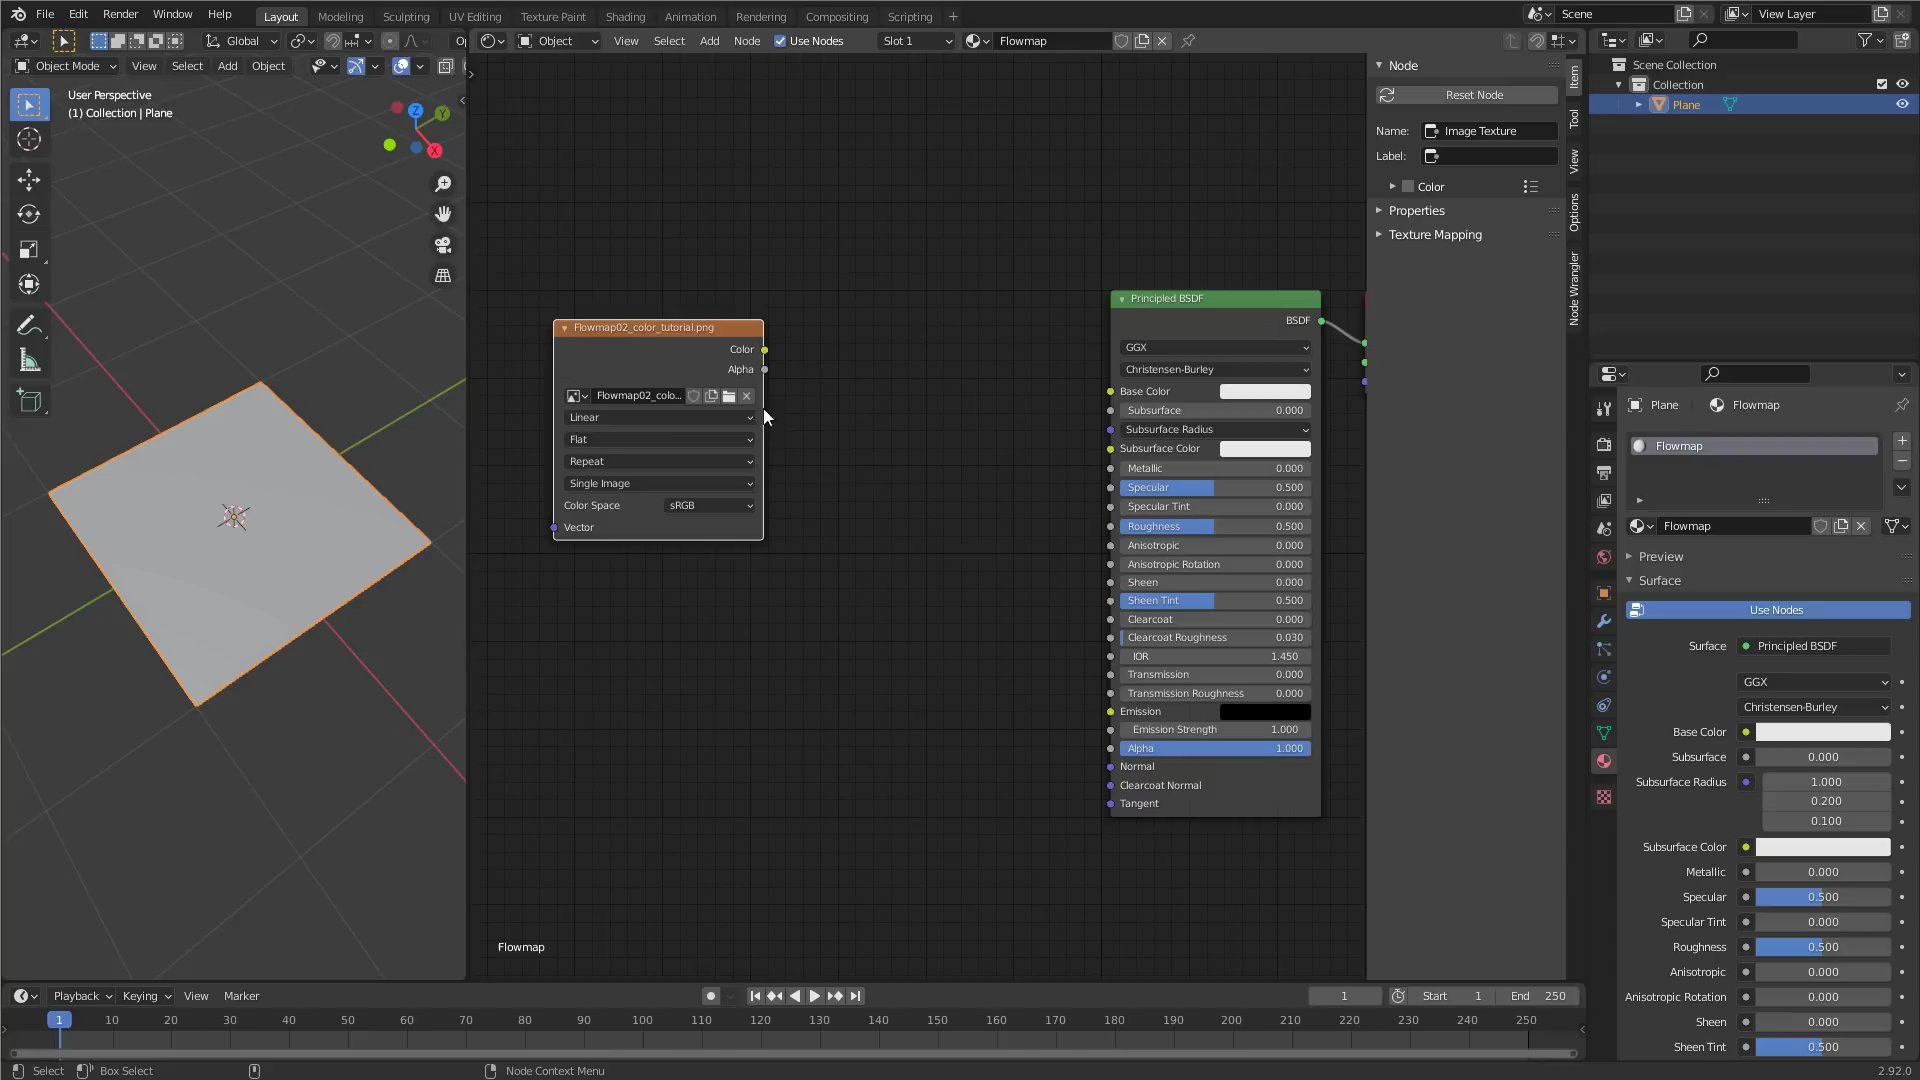 File Edit Render Window Help Layout Modeling Sculpting UV Editing Texture Paint Shading Animation Rendering Compositing Scripting + Scene View Layer
Global Object View Select Add Node Use Nodes Slot 1 Flowmap
Object Mode View Select Add Object
User Perspective
(1) Collection | Plane
Z
Y
X
Flowmap02_color_tutorial.png
Color
Alpha
Flowmap02_colo...
Linear
Flat
Repeat
Single Image
Color Space sRGB
Vector
Principled BSDF
BSDF
GGX
Christensen-Burley
Base Color
Subsurface 0.000
Subsurface Radius
Subsurface Color
Metallic 0.000
Specular 0.500
Specular Tint 0.000
Roughness 0.500
Anisotropic 0.000
Anisotropic Rotation 0.000
Sheen 0.000
Sheen Tint 0.500
Clearcoat 0.000
Clearcoat Roughness 0.030
IOR 1.450
Transmission 0.000
Transmission Roughness 0.000
Emission
Emission Strength 1.000
Alpha 1.000
Normal
Clearcoat Normal
Tangent
Flowmap
Node
Reset Node
Name: Image Texture
Label:
Color
Properties
Texture Mapping
Item
Tool
View
Options
Node Wrangler
Scene Collection
Collection
Plane
Plane Flowmap
Flowmap
Flowmap
Preview
Surface
Use Nodes
Surface Principled BSDF
GGX
Christensen-Burley
Base Color
Subsurface 0.000
Subsurface Radius 1.000
0.200
0.100
Subsurface Color
Metallic 0.000
Specular 0.500
Specular Tint 0.000
Roughness 0.500
Anisotropic 0.000
Anisotropic Rotation 0.000
Sheen 0.000
Sheen Tint 0.500
Playback Keying View Marker 1 Start 1 End 250
1 10 20 30 40 50 60 70 80 90 100 110 120 130 140 150 160 170 180 190 200 210 220 230 240 250
Select Box Select Node Context Menu 2.92.0